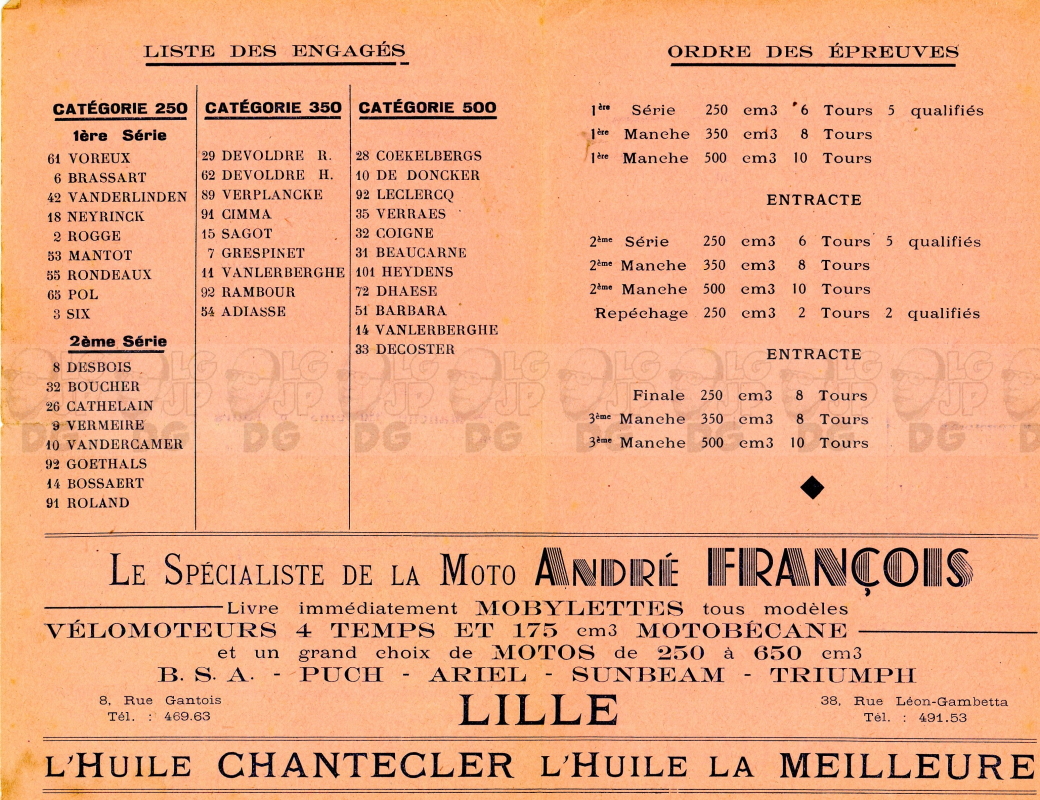 LISTE DES ENGAGÉS
CATÉGORIE 250
1ère Série
61 VOREUX
6 BRASSART
42 VANDERLINDEN
18 NEYRINCK
2 ROGGE
53 MANTOT
55 RONDEAUX
65 POL
3 SIX
2ème Série
8 DESBOIS
32 BOUCHER
26 CATHELAIN
9 VERMEIRE
10 VANDERCAMER
92 GOETHALS
14 BOSSAERT
91 ROLAND
CATÉGORIE 350
29 DEVOLDRE R.
62 DEVOLDRE H.
89 VERPLANCKE
91 CIMMA
15 SAGOT
7 GRESPINET
11 VANLERBERGHE
92 RAMBOUR
54 ADIASSE
CATÉGORIE 500
28 COEKELBERGS
10 DE DONCKER
92 LECLERCQ
35 VERRAES
32 COIGNE
31 BEAUCARNE
101 HEYDENS
72 DHAESE
51 BARBARA
14 VANLERBERGHE
33 DECOSTER
ORDRE DES ÉPREUVES
1ère Série 250 cm3 6 Tours 5 qualifiés
1ère Manche 350 cm3 8 Tours
1ère Manche 500 cm3 10 Tours
ENTRACTE
2ème Série 250 cm3 6 Tours 5 qualifiés
2ème Manche 350 cm3 8 Tours
2ème Manche 500 cm3 10 Tours
Repéchage 250 cm3 2 Tours 2 qualifiés
ENTRACTE
Finale 250 cm3 8 Tours
3ème Manche 350 cm3 8 Tours
3ème Manche 500 cm3 10 Tours
LE SPÉCIALISTE DE LA MOTO ANDRÉ FRANÇOIS
Livre immédiatement MOBYLETTES tous modèles
VÉLOMOTEURS 4 TEMPS ET 175 cm3 MOTOBÉCANE
et un grand choix de MOTOS de 250 à 650 cm3
B. S. A. - PUCH - ARIEL - SUNBEAM - TRIUMPH
8, Rue Gantois
Tél. : 469.63
LILLE
38, Rue Léon-Gambetta
Tél. : 491.53
L'HUILE CHANTECLER L'HUILE LA MEILLEURE
LG JP DG